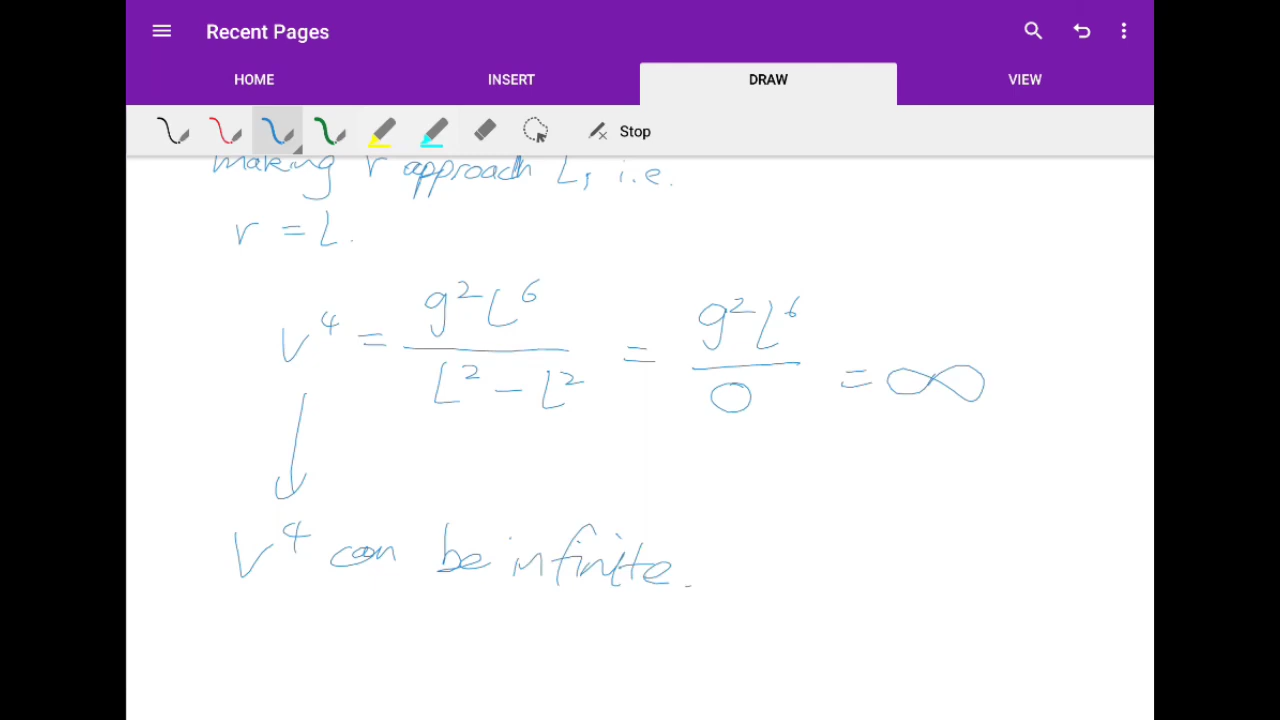 Recent Pages
HOME INSERT DRAW VIEW
Stop
making r approach L, i.e.
r = L.
v⁴ = g²L⁶ / L² − L² = g²L⁶ / 0 = ∞
v⁴ can be infinite.